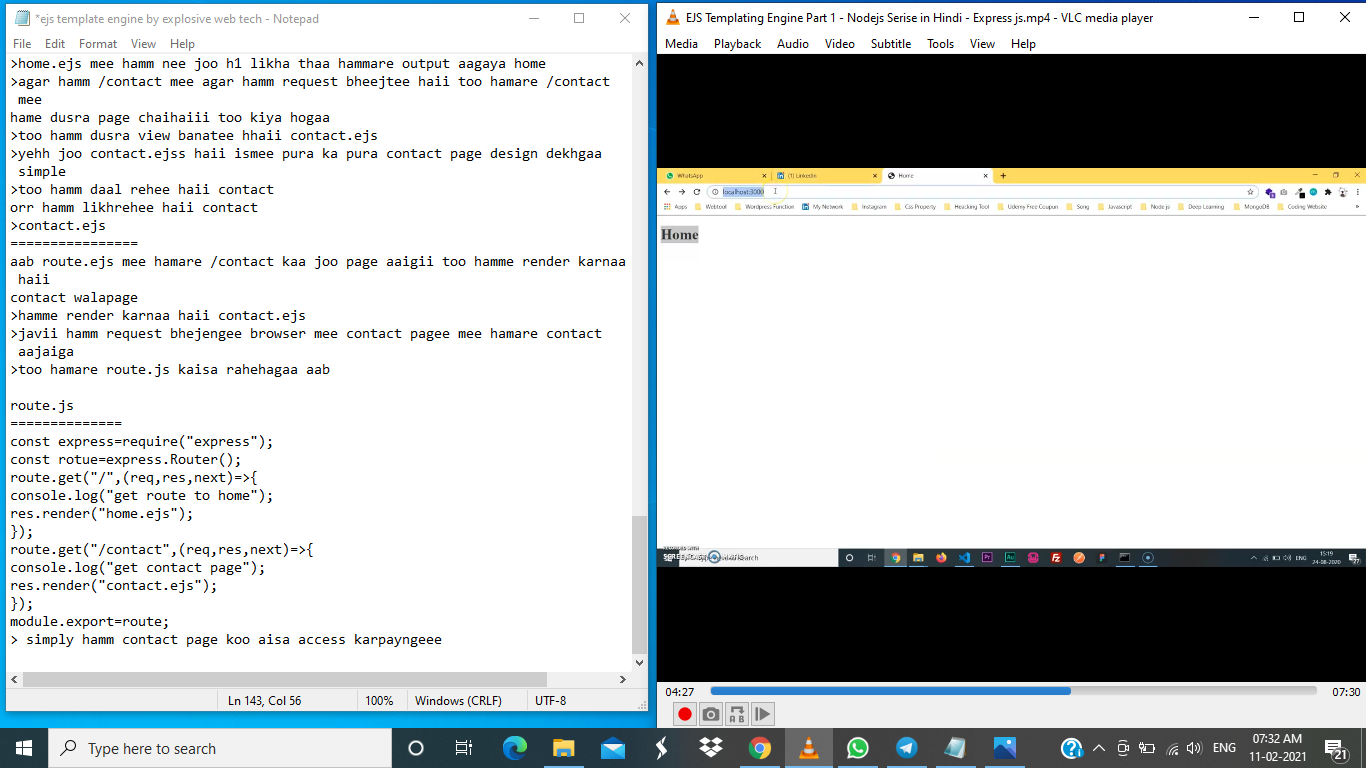 *ejs template engine by explosive web tech - Notepad
File Edit Format View Help
>home.ejs mee hamm nee joo h1 likha thaa hammare output aagaya home
>agar hamm /contact mee agar hamm request bheejtee haii too hamare /contact
mee
hame dusra page chaihaiii too kiya hogaa
>too hamm dusra view banatee hhaii contact.ejs
>yehh joo contact.ejss haii ismee pura ka pura contact page design dekhgaa
simple
>too hamm daal rehee haii contact
orr hamm likhrehee haii contact
>contact.ejs
================
aab route.ejs mee hamare /contact kaa joo page aaigii too hamme render karnaa
haii
contact walapage
>hamme render karnaa haii contact.ejs
>javii hamm request bhejengee browser mee contact pagee mee hamare contact
aajaiga
>too hamare route.js kaisa rahehagaa aab
route.js
==============
const express=require("express");
const rotue=express.Router();
route.get("/",(req,res,next)=>{
console.log("get route to home");
res.render("home.ejs");
});
route.get("/contact",(req,res,next)=>{
console.log("get contact page");
res.render("contact.ejs");
});
module.export=route;
> simply hamm contact page koo aisa access karpayngeee
Ln 143, Col 56 100% Windows (CRLF) UTF-8
EJS Templating Engine Part 1 - Nodejs Serise in Hindi - Express js.mp4 - VLC media player
Media Playback Audio Video Subtitle Tools View Help
WhatsApp (1) LinkedIn Home
localhost:3000
Apps Webtool Wordpress Function My Network Instagram Css Property Heucking Tool Udemy Free Coupun Song Javascript Node js Deep Learning MongoDB Coding Website
Home
search
ENG 15:19
24-08-2020
04:27 07:30
Type here to search
ENG 07:32 AM
11-02-2021 21